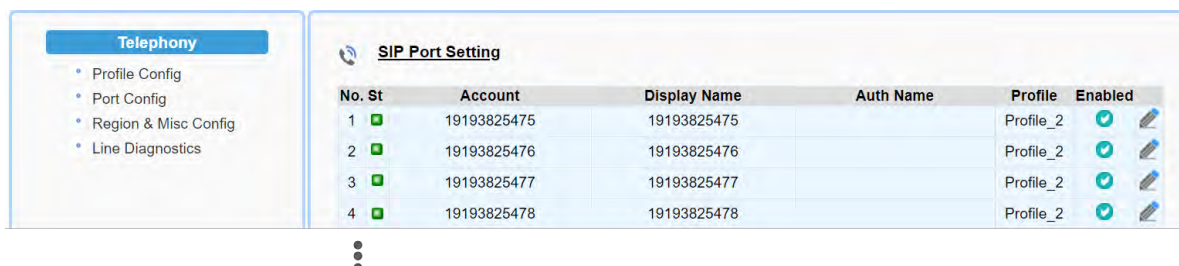 Telephony
Profile Config
Port Config
Region & Misc Config
Line Diagnostics
SIP Port Setting
No. St Account Display Name Auth Name Profile Enabled
1 19193825475 19193825475 Profile_2
2 19193825476 19193825476 Profile_2
3 19193825477 19193825477 Profile_2
4 19193825478 19193825478 Profile_2